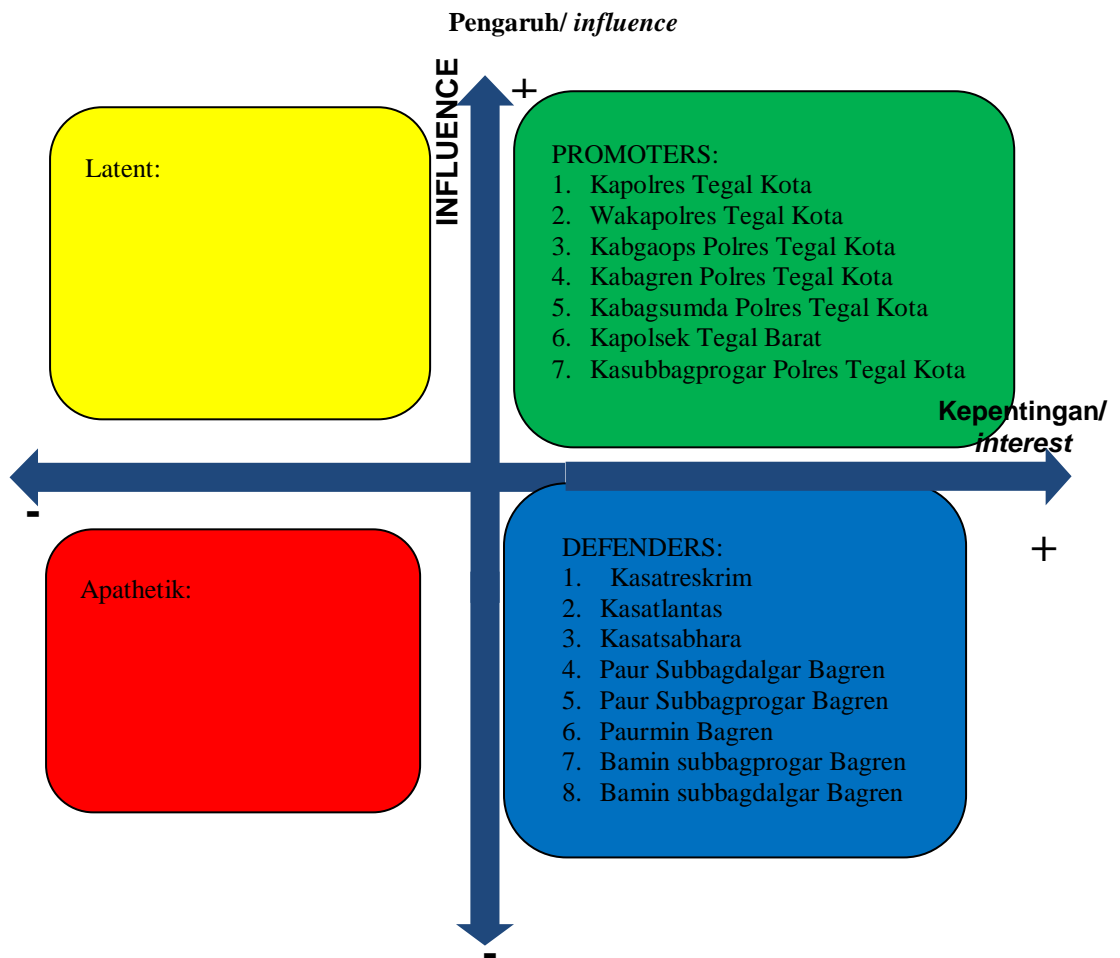 Pengaruh/ influence
INFLUENCE
+
Latent:
PROMOTERS:
1. Kapolres Tegal Kota
2. Wakapolres Tegal Kota
3. Kabgaops Polres Tegal Kota
4. Kabagren Polres Tegal Kota
5. Kabagsumda Polres Tegal Kota
6. Kapolsek Tegal Barat
7. Kasubbagprogar Polres Tegal Kota
Kepentingan/
interest
-
+
Apathetik:
DEFENDERS:
1. Kasatreskrim
2. Kasatlantas
3. Kasatsabhara
4. Paur Subbagdalgar Bagren
5. Paur Subbagprogar Bagren
6. Paurmin Bagren
7. Bamin subbagprogar Bagren
8. Bamin subbagdalgar Bagren
-